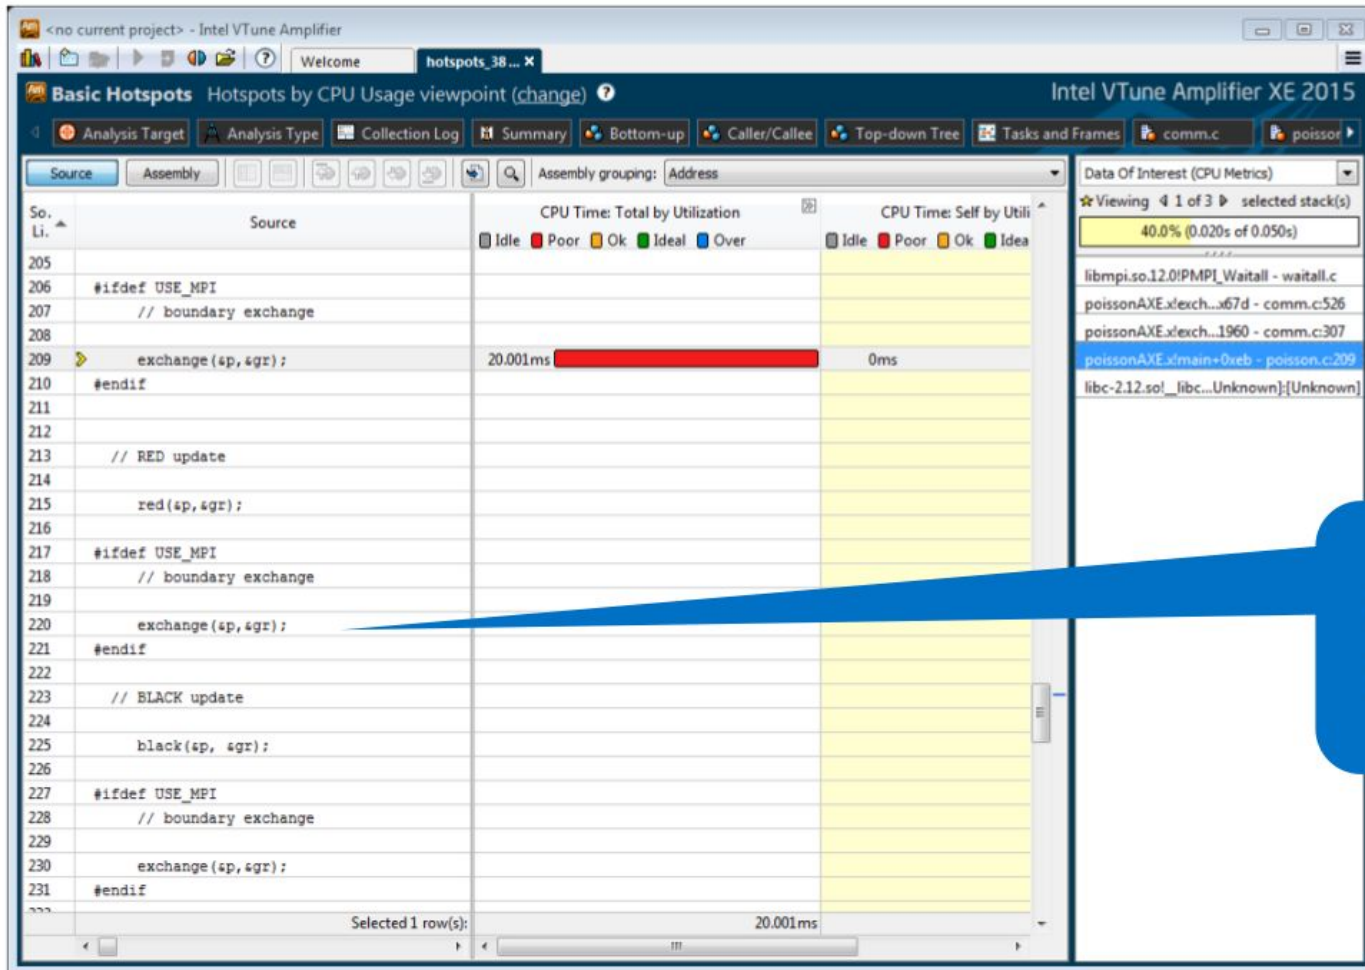 <no current project> - Intel VTune Amplifier
Welcome hotspots_38... X
Basic Hotspots Hotspots by CPU Usage viewpoint (change) ? Intel VTune Amplifier XE 2015
Analysis Target Analysis Type Collection Log Summary Bottom-up Caller/Callee Top-down Tree Tasks and Frames comm.c poissor
Source Assembly Assembly grouping: Address
So. Li. Source
CPU Time: Total by Utilization
Idle Poor Ok Ideal Over
CPU Time: Self by Utili
Idle Poor Ok Idea
205
206 #ifdef USE_MPI
207 // boundary exchange
208
209 exchange(&p,&gr); 20.001ms 0ms
210 #endif
211
212
213 // RED update
214
215 red(&p,&gr);
216
217 #ifdef USE_MPI
218 // boundary exchange
219
220 exchange(&p,&gr);
221 #endif
222
223 // BLACK update
224
225 black(&p, &gr);
226
227 #ifdef USE_MPI
228 // boundary exchange
229
230 exchange(&p,&gr);
231 #endif
Selected 1 row(s): 20.001ms
Data Of Interest (CPU Metrics)
Viewing 1 of 3 selected stack(s)
40.0% (0.020s of 0.050s)
libmpi.so.12.0!PMPI_Waitall - waitall.c
poissonAXE.x!exch...x67d - comm.c:526
poissonAXE.x!exch...1960 - comm.c:307
poissonAXE.x!main+0xeb - poisson.c:209
libc-2.12.so!__libc...Unknown]:[Unknown]